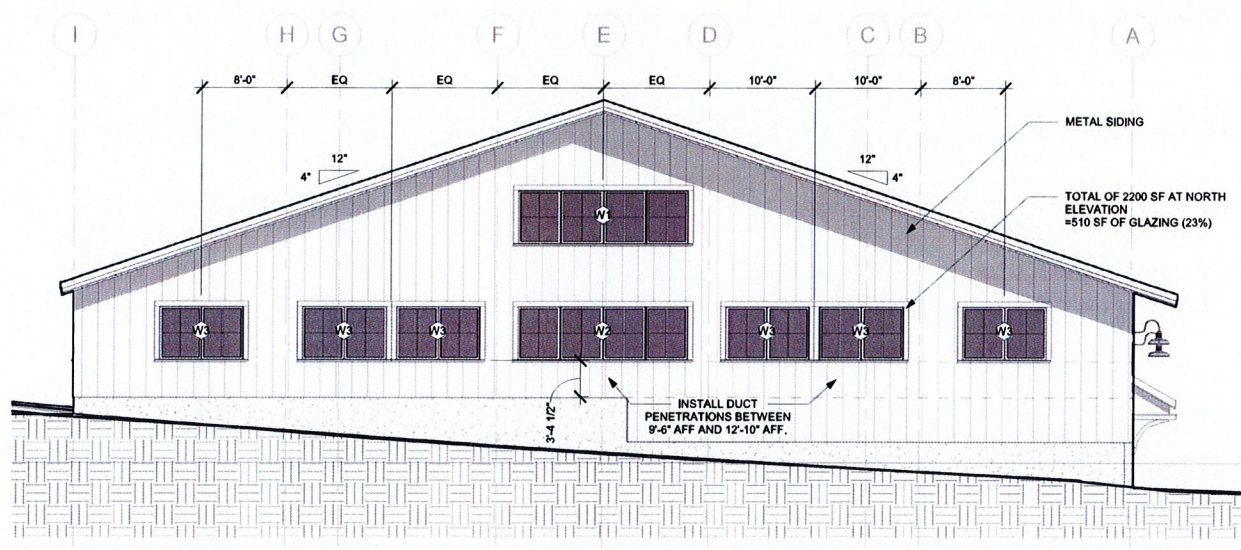 I H G F E D C B A
8'-0" EQ EQ EQ EQ 10'-0" 10'-0" 8'-0"
METAL SIDING
12"
4"
12"
4"
TOTAL OF 2200 SF AT NORTH
ELEVATION
=510 SF OF GLAZING (23%)
W1
W3 W3 W3 W2 W3 W3 W3
3'-4 1/2"
INSTALL DUCT
PENETRATIONS BETWEEN
9'-6" AFF AND 12'-10" AFF.